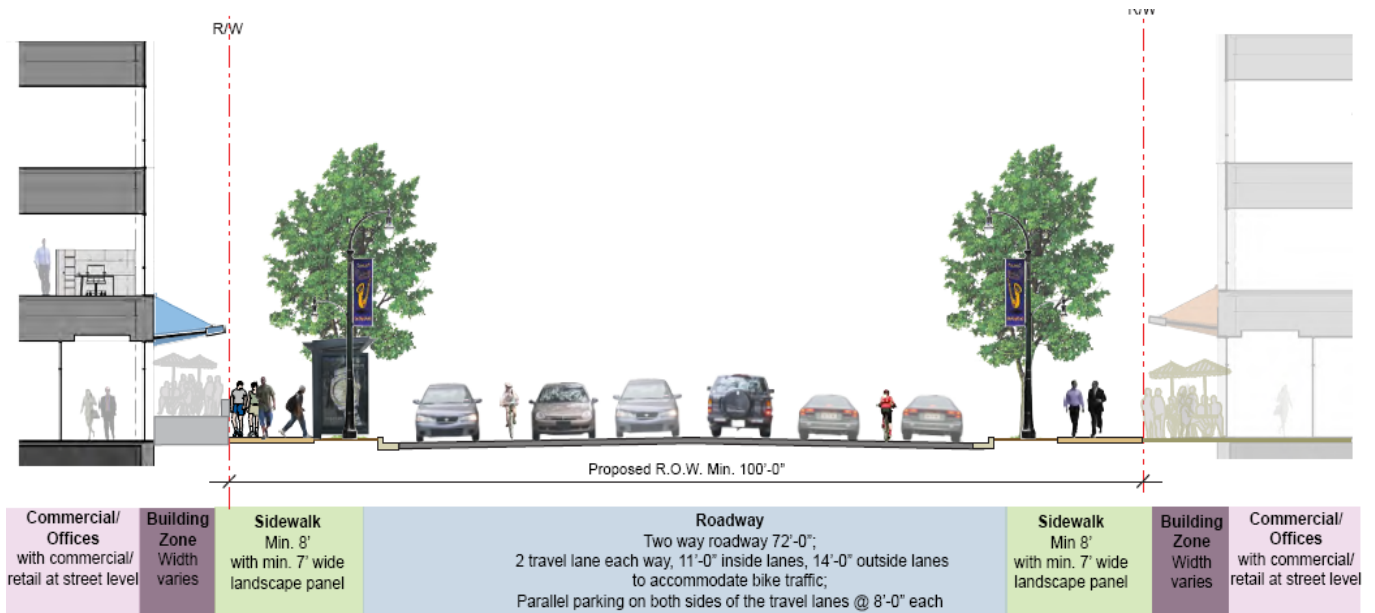 R/W
R/W
Proposed R.O.W. Min. 100'-0"
Commercial/
Offices
with commercial/
retail at street level
Building
Zone
Width
varies
Sidewalk
Min. 8'
with min. 7' wide
landscape panel
Roadway
Two way roadway 72'-0";
2 travel lane each way, 11'-0" inside lanes, 14'-0" outside lanes
to accommodate bike traffic;
Parallel parking on both sides of the travel lanes @ 8'-0" each
Sidewalk
Min 8'
with min. 7' wide
landscape panel
Building
Zone
Width
varies
Commercial/
Offices
with commercial/
retail at street level